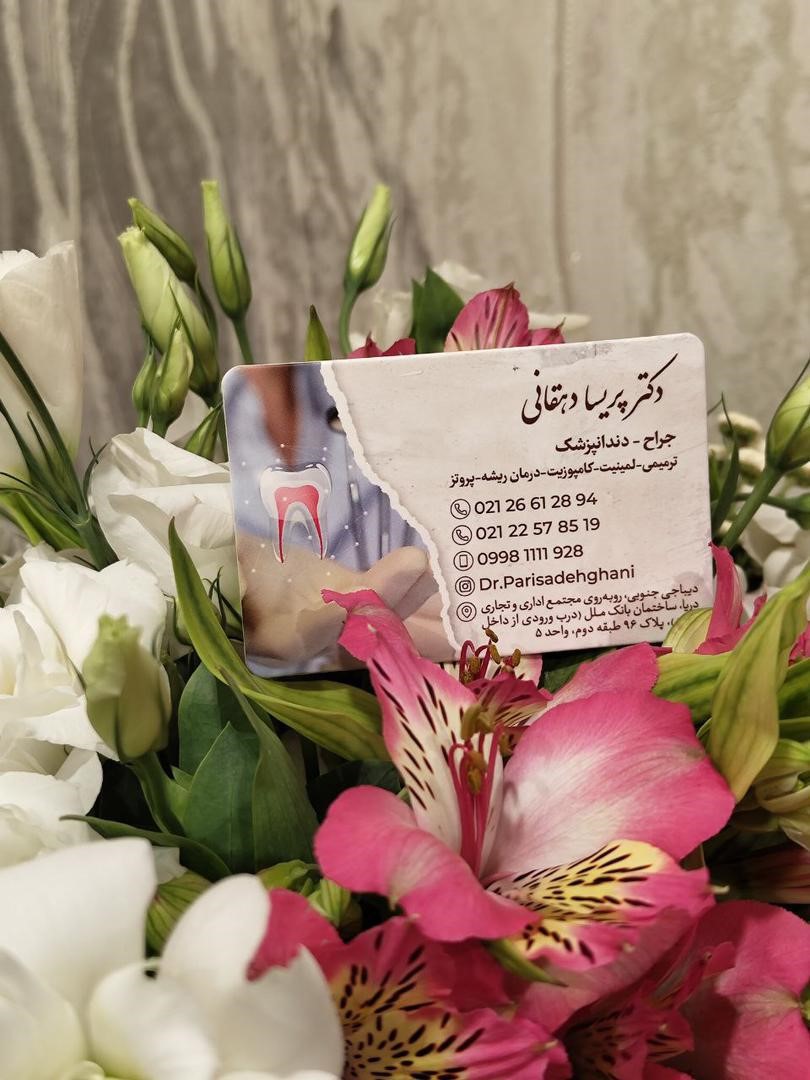 دکتر پریسا دهقانی
جراح - دندانپزشک
ترمیمی-لمینیت-کامپوزیت-درمان ریشه-پروتز
021 26 61 28 94
021 22 57 85 19
0998 1111 928
Dr.Parisadehghani
دیباجی جنوبی، روبه‌روی مجتمع اداری و تجاری
دریا، ساختمان بانک ملل (درب ورودی از داخل
پلاک ۹۶ طبقه دوم، واحد ۵